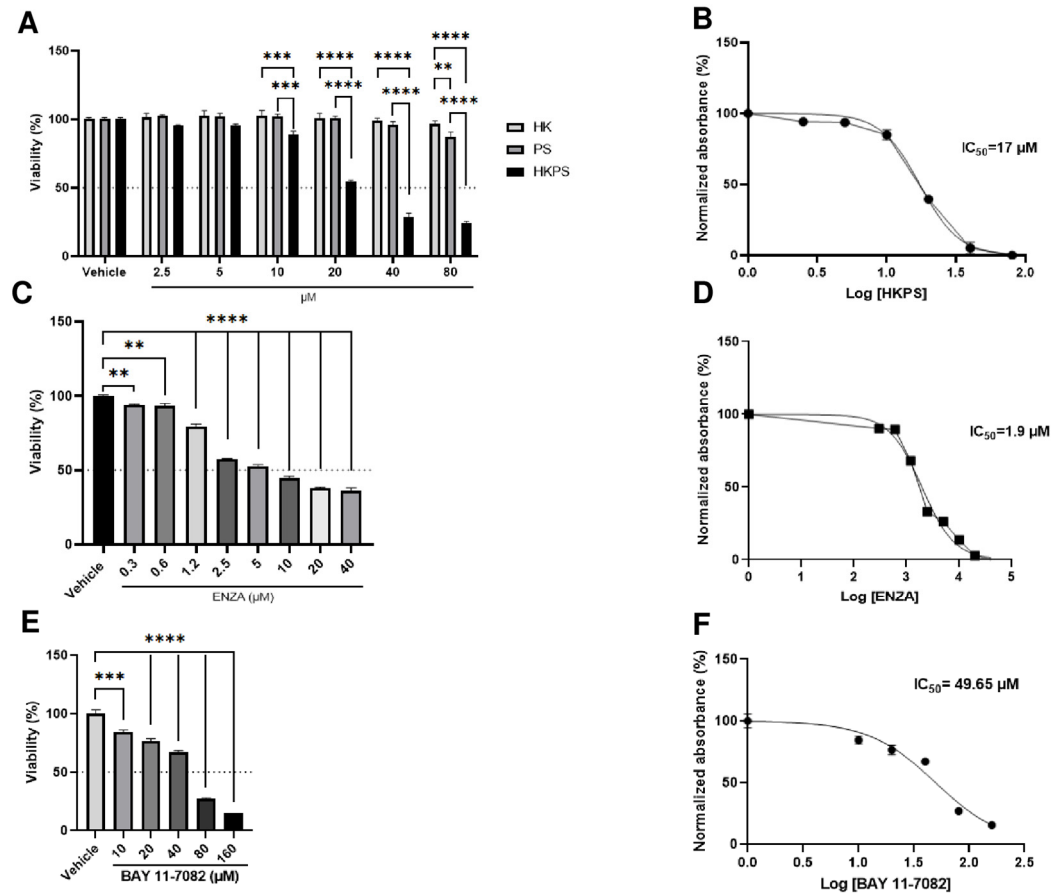 A
Viability (%)
150
100
50
0
*** **** **** ****
*** **** **** ** ****
HK
PS
HKPS
Vehicle 2.5 5 10 20 40 80
μM
B
Normalized absorbance (%)
150
100
50
0
IC50=17 μM
0.0 0.5 1.0 1.5 2.0
Log [HKPS]
C
Viability (%)
150
100
50
0
****
**
**
Vehicle 0.3 0.6 1.2 2.5 5 10 20 40
ENZA (μM)
D
Normalized absorbance (%)
150
100
50
0
IC50=1.9 μM
0 1 2 3 4 5
Log [ENZA]
E
Viability (%)
150
100
50
0
****
***
Vehicle 10 20 40 80 160
BAY 11-7082 (μM)
F
Normalized absorbance (%)
150
100
50
0
IC50= 49.65 μM
0.0 0.5 1.0 1.5 2.0 2.5
Log [BAY 11-7082]